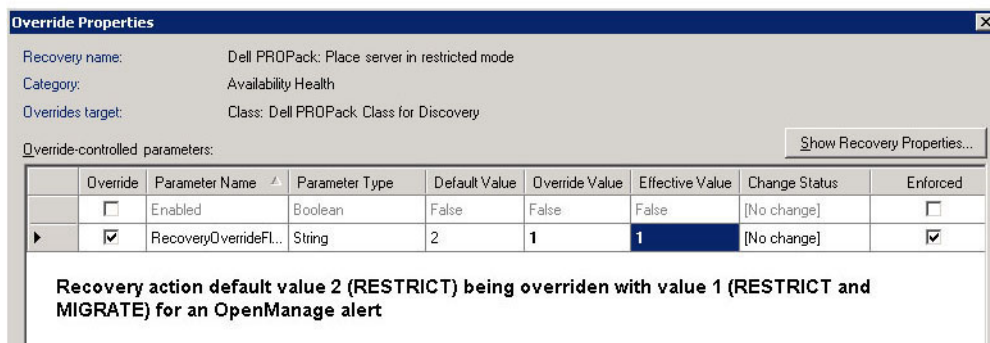 Override Properties
Recovery name: Dell PROPack: Place server in restricted mode
Category: Availability Health
Overrides target: Class: Dell PROPack Class for Discovery
Override-controlled parameters: Show Recovery Properties...
Override Parameter Name Parameter Type Default Value Override Value Effective Value Change Status Enforced
Enabled Boolean False False False [No change]
RecoveryOverrideFl... String 2 1 1 [No change]
Recovery action default value 2 (RESTRICT) being overriden with value 1 (RESTRICT and
MIGRATE) for an OpenManage alert